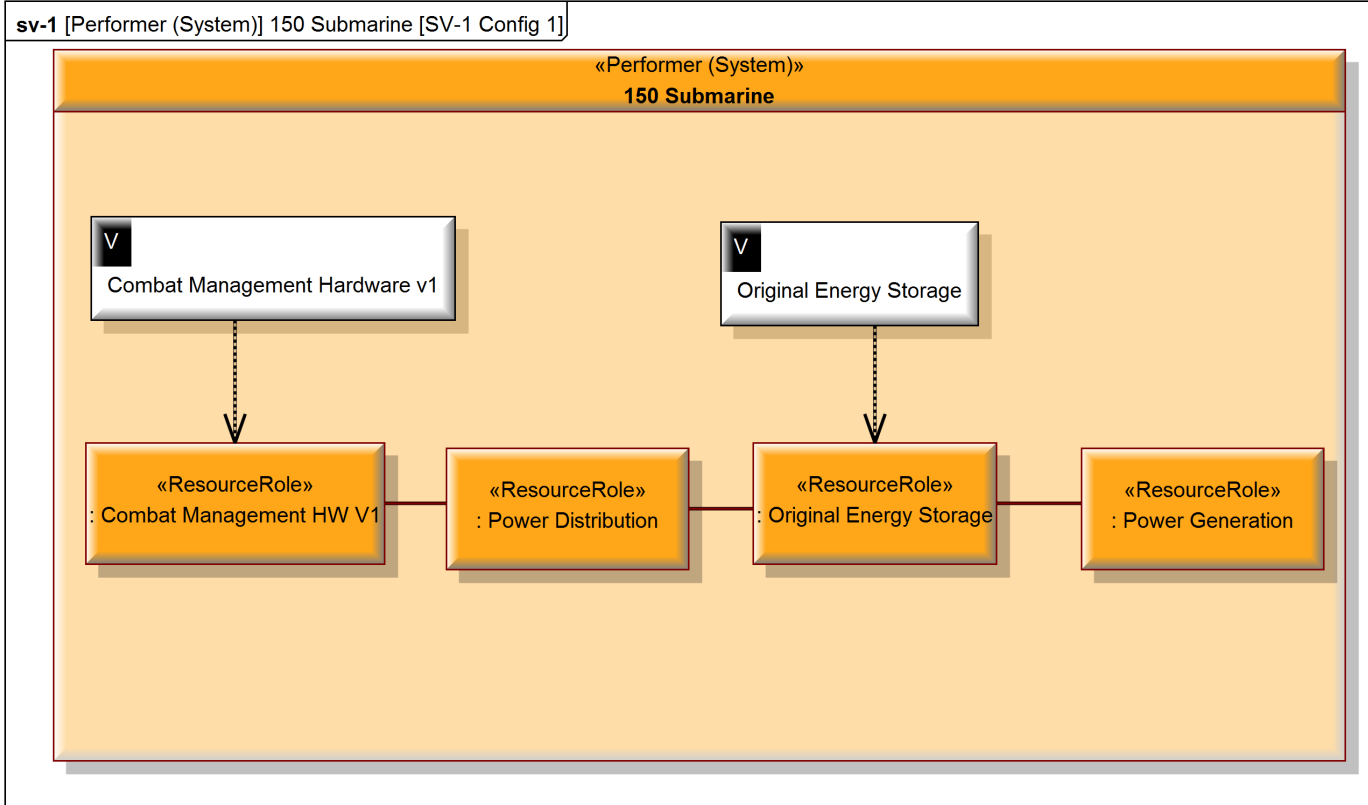 sv-1 [Performer (System)] 150 Submarine [SV-1 Config 1]
«Performer (System)»
150 Submarine
V
Combat Management Hardware v1
V
Original Energy Storage
«ResourceRole»
: Combat Management HW V1
«ResourceRole»
: Power Distribution
«ResourceRole»
: Original Energy Storage
«ResourceRole»
: Power Generation